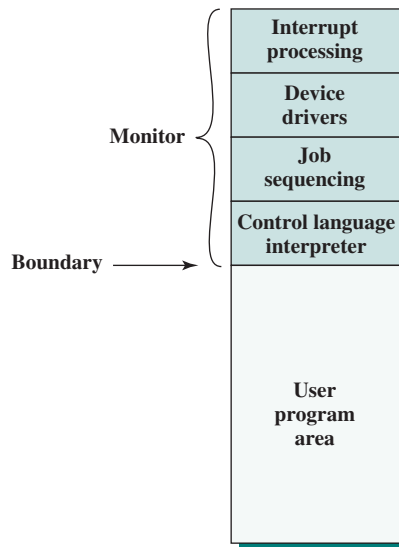 Interrupt
processing
Device
drivers
Monitor
Job
sequencing
Control language
interpreter
Boundary
User
program
area